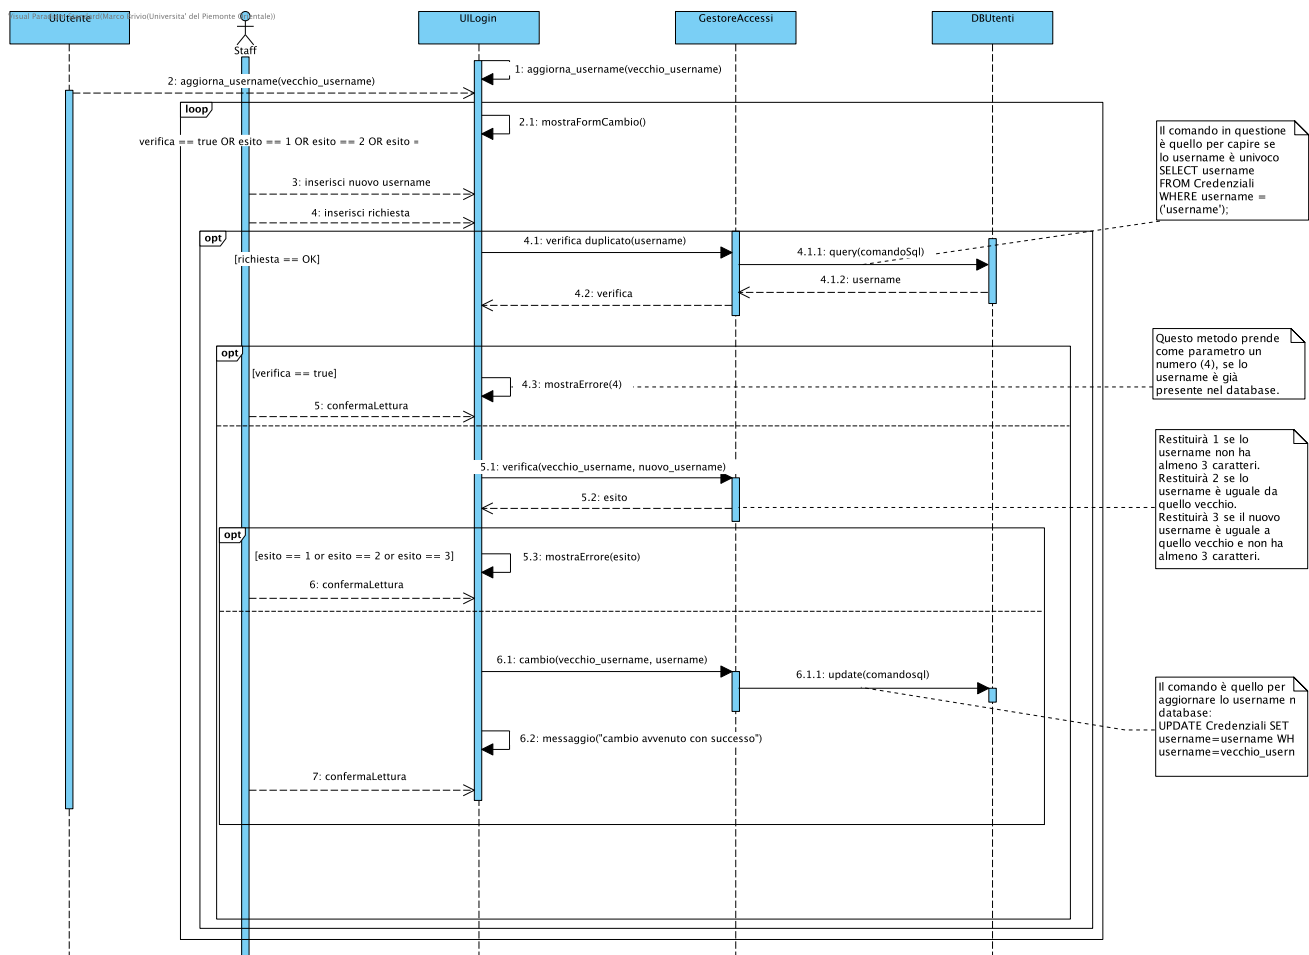 Visual Paradigm Standard(Marco Grivio(Universita' del Piemonte Orientale))
UIUtente
Staff
UILogin
GestoreAccessi
DBUtenti
1: aggiorna_username(vecchio_username)
2: aggiorna_username(vecchio_username)
loop
2.1: mostraFormCambio()
verifica == true OR esito == 1 OR esito == 2 OR esito =
Il comando in questione
è quello per capire se
lo username è univoco
SELECT username
FROM Credenziali
WHERE username =
('username');
3: inserisci nuovo username
4: inserisci richiesta
opt
[richiesta == OK]
4.1: verifica duplicato(username)
4.1.1: query(comandoSql)
4.1.2: username
4.2: verifica
opt
[verifica == true]
4.3: mostraErrore(4)
Questo metodo prende
come parametro un
numero (4), se lo
username è già
presente nel database.
5: confermaLettura
5.1: verifica(vecchio_username, nuovo_username)
5.2: esito
Restituirà 1 se lo
username non ha
almeno 3 caratteri.
Restituirà 2 se lo
username è uguale da
quello vecchio.
Restituirà 3 se il nuovo
username è uguale a
quello vecchio e non ha
almeno 3 caratteri.
opt
[esito == 1 or esito == 2 or esito == 3]
5.3: mostraErrore(esito)
6: confermaLettura
6.1: cambio(vecchio_username, username)
6.1.1: update(comandosql)
Il comando è quello per
aggiornare lo username n
database:
UPDATE Credenziali SET
username=username WH
username=vecchio_usern
6.2: messaggio("cambio avvenuto con successo")
7: confermaLettura